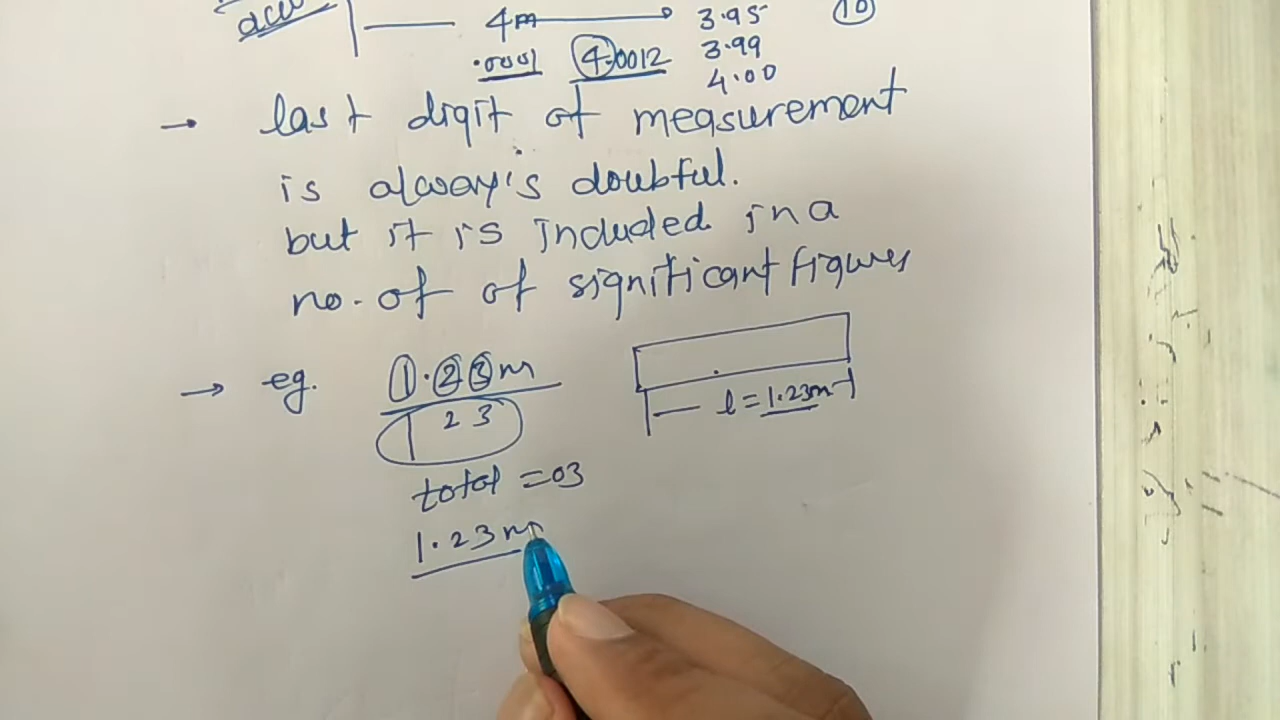 4m 3.95 10
.0001 4.0012 3.99
4.00
→ last digit of measurement
is alway's doubful.
but it is included in a
no. of of significant figures
→ eg. 1.23m
1 2 3 l = 1.23m
total = 03
1.23m